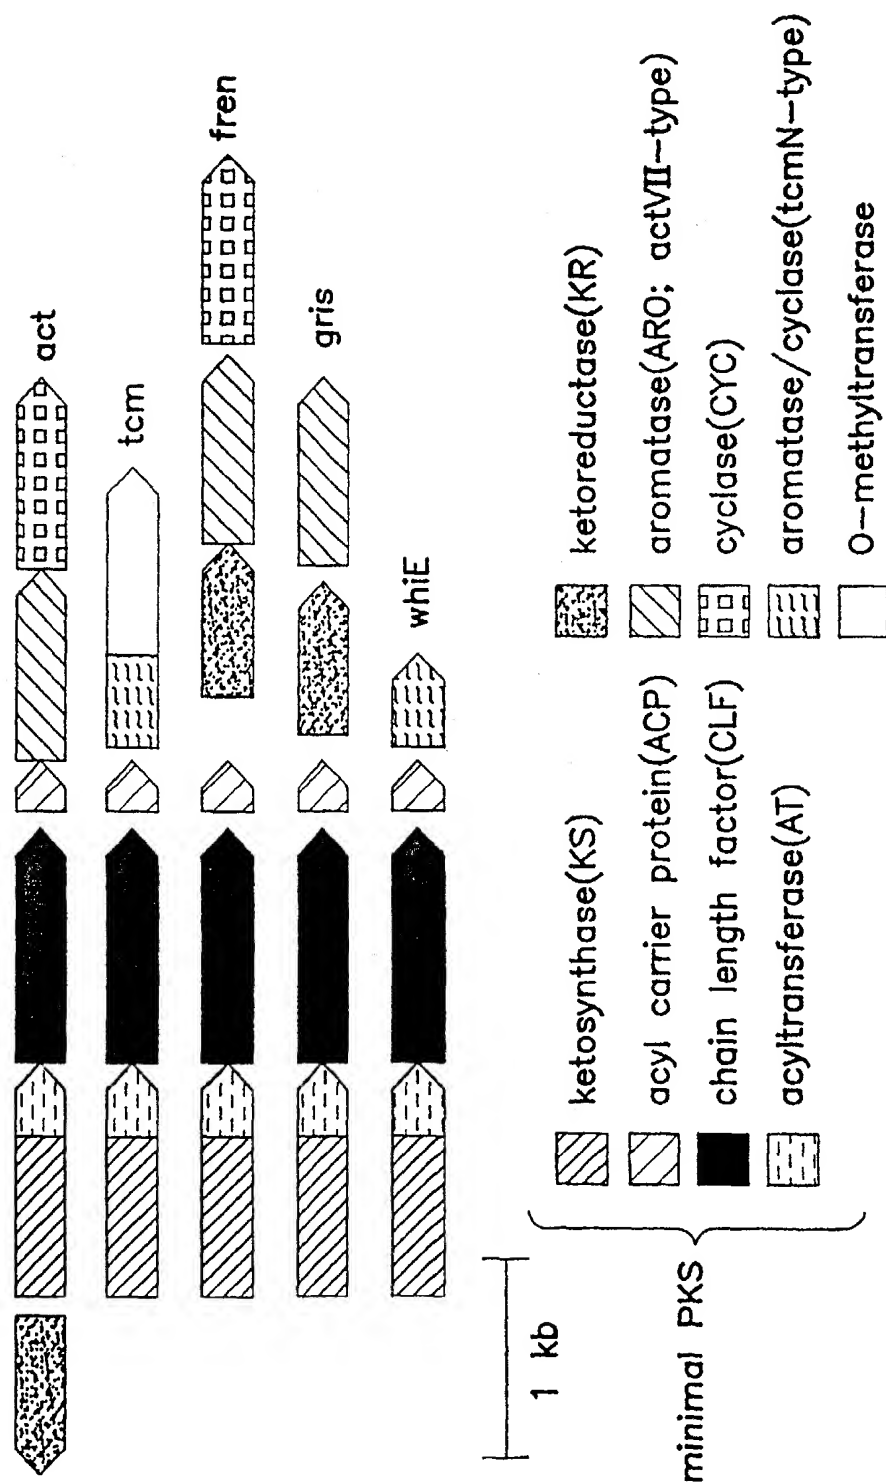 act
tcm
fren
gris
whiE
1 kb
minimal PKS
ketosynthase(KS)
acyl carrier protein(ACP)
chain length factor(CLF)
acyltransferase(AT)
ketoreductase(KR)
aromatase(ARO; actVII-type)
cyclase(CYC)
aromatase/cyclase(tcmN-type)
O-methyltransferase